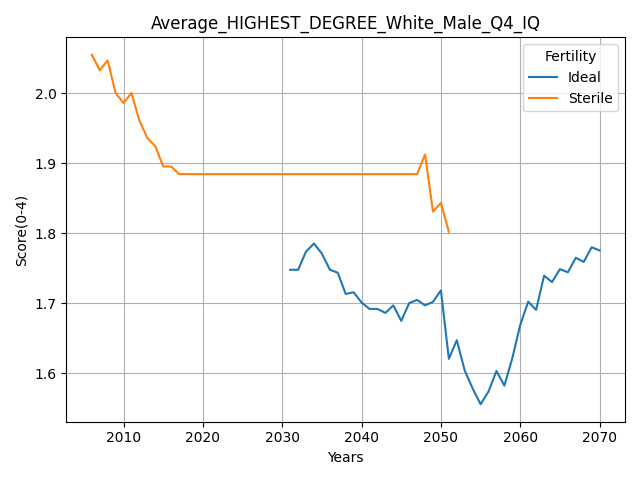 Average_HIGHEST_DEGREE_White_Male_Q4_IQ
Fertility
Ideal
Sterile
Score(0-4)
2.0
1.9
1.8
1.7
1.6
2010 2020 2030 2040 2050 2060 2070
Years